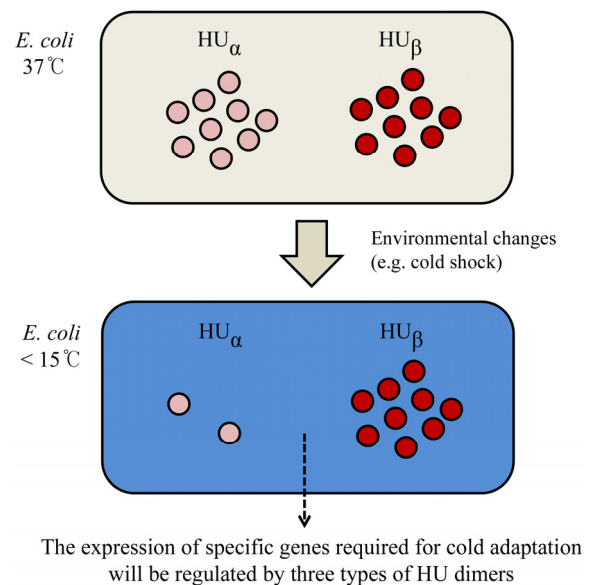 E. coli
37℃
HUα
HUβ
Environmental changes
(e.g. cold shock)
E. coli
< 15℃
HUα
HUβ
The expression of specific genes required for cold adaptation
will be regulated by three types of HU dimers